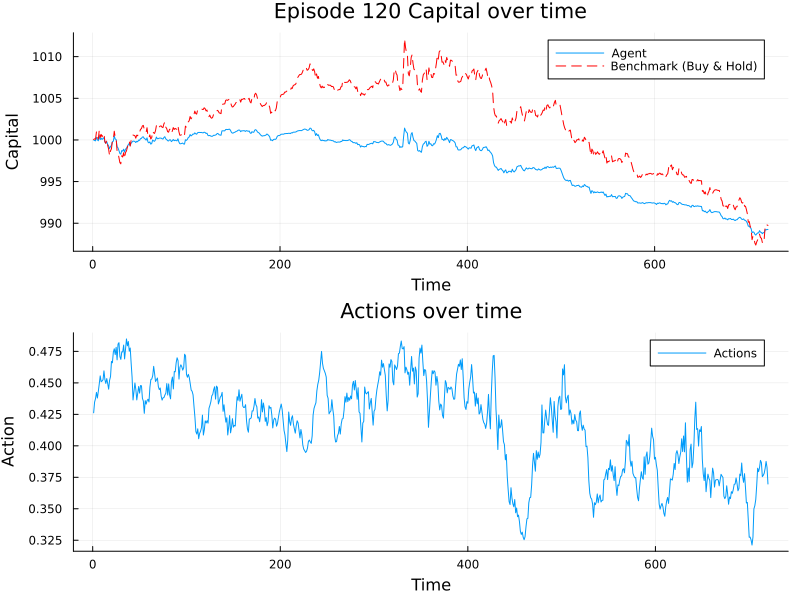 Episode 120 Capital over time
1010
1005
1000
995
990
Capital
Agent
Benchmark (Buy & Hold)
0
200
400
600
Time
Actions over time
0.475
0.450
0.425
0.400
0.375
0.350
0.325
Action
Actions
0
200
400
600
Time